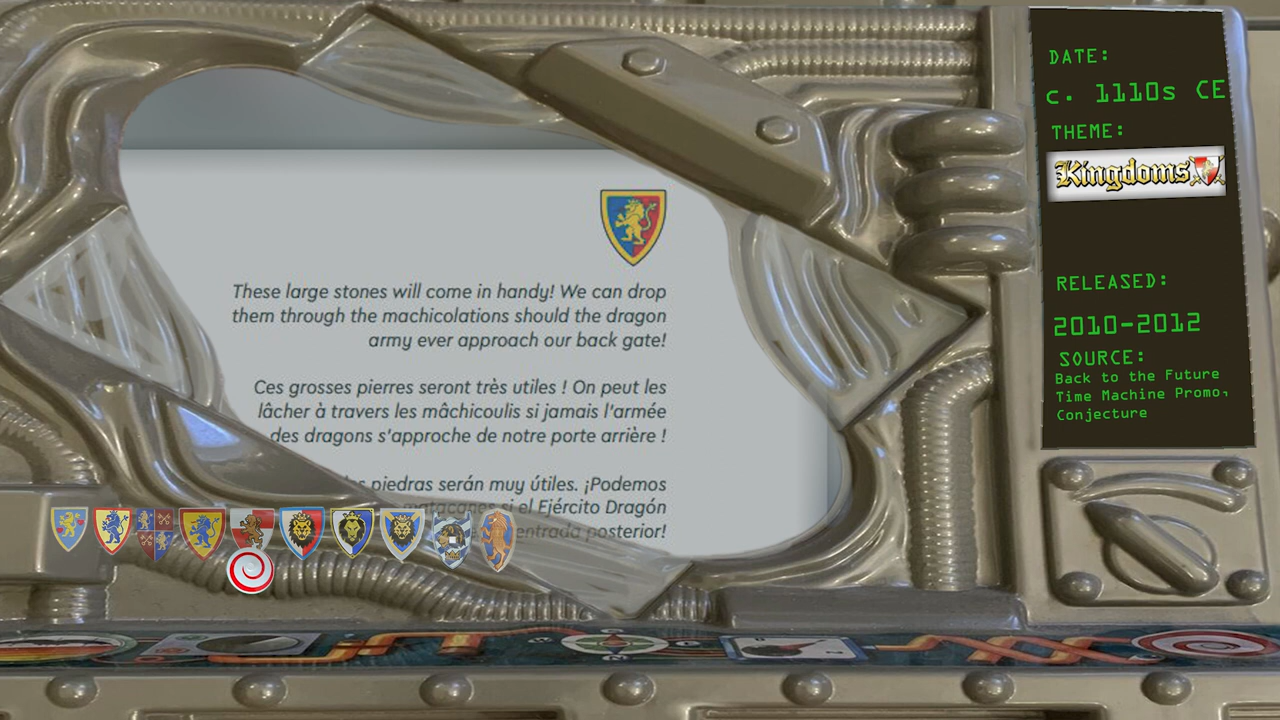 These large stones will come in handy! We can drop
them through the machicolations should the dragon
army ever approach our back gate!
Ces grosses pierres seront très utiles ! On peut les
lâcher à travers les mâchicoulis si jamais l'armée
des dragons s'approche de notre porte arrière !
piedras serán muy útiles. ¡Podemos
si el Ejército Dragón
entrada posterior!
DATE:
c. 1110s CE
THEME:
Kingdoms
RELEASED:
2010-2012
SOURCE:
Back to the Future
Time Machine Promo,
Conjecture